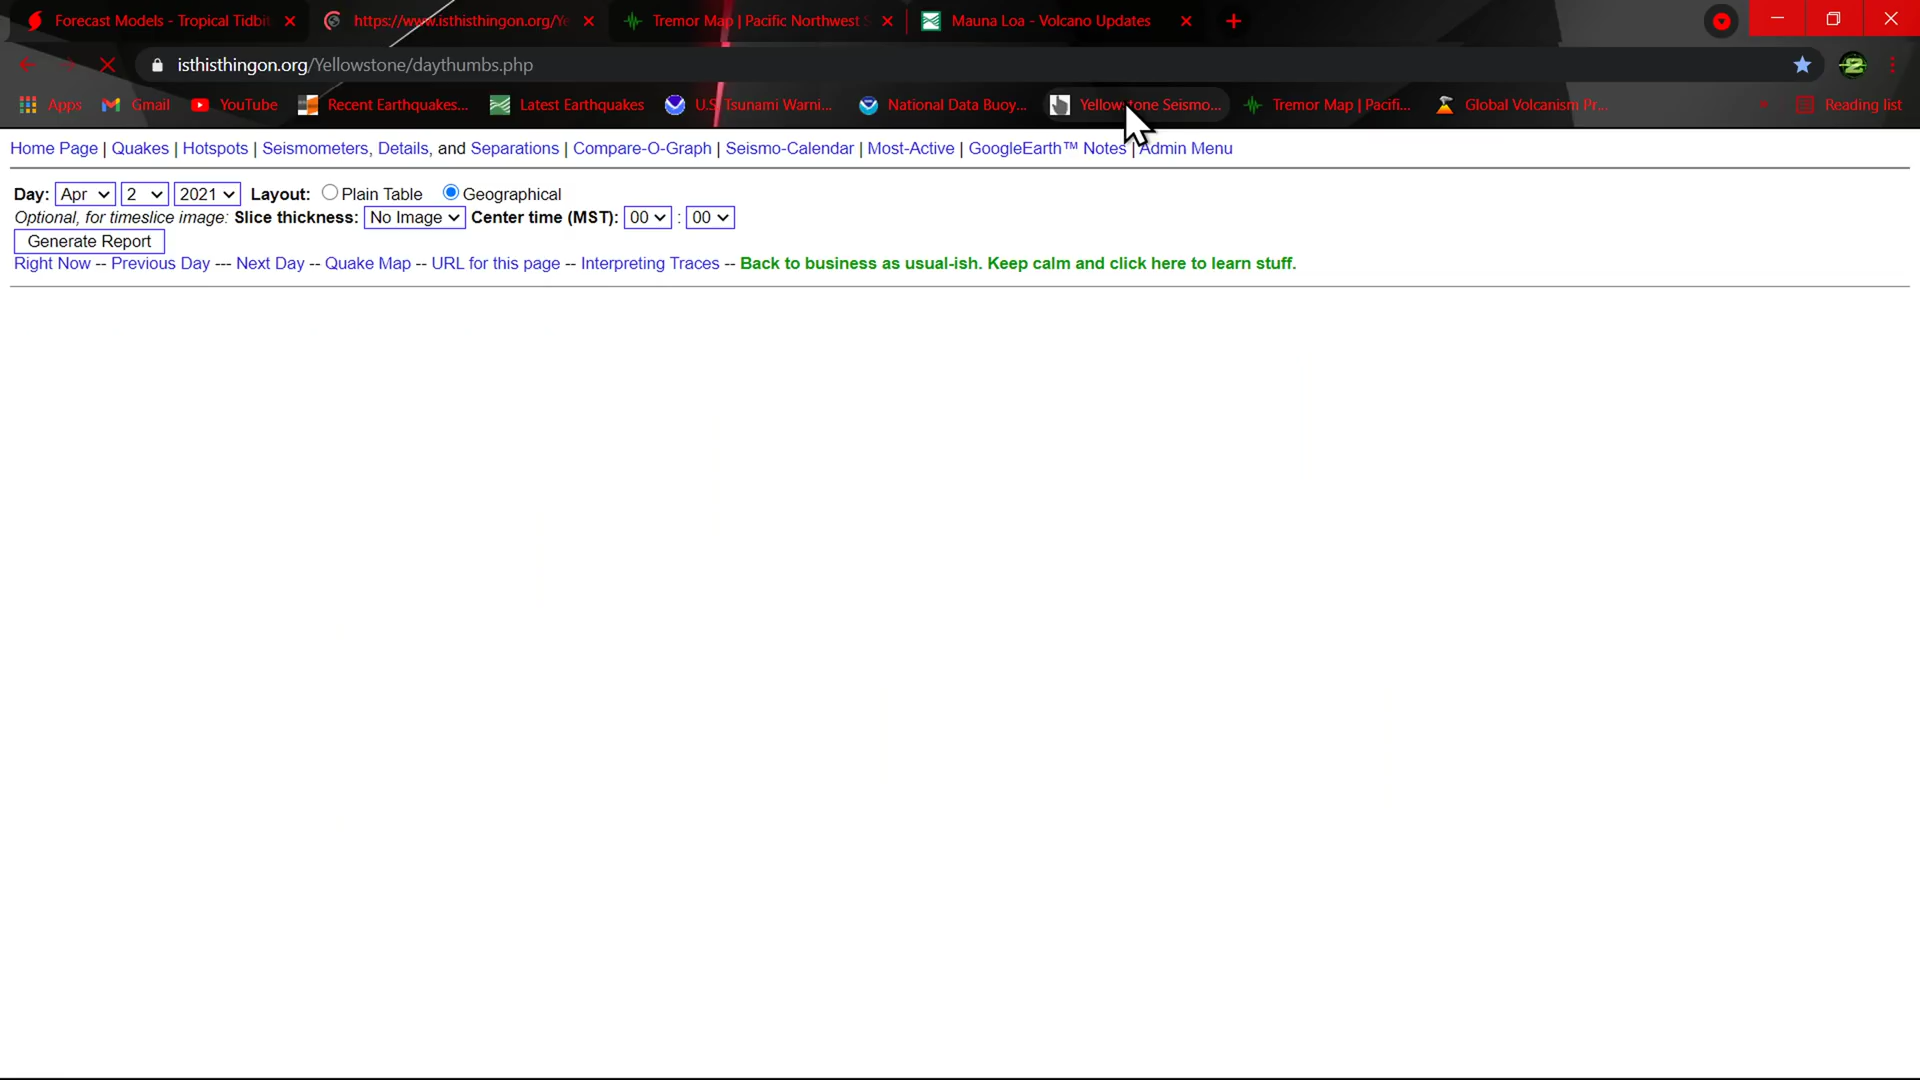 Forecast Models - Tropical Tidbit https://www.isthisthingon.org/Ye Tremor Map | Pacific Northwest S Mauna Loa - Volcano Updates
isthisthingon.org/Yellowstone/daythumbs.php
Apps Gmail YouTube Recent Earthquakes... Latest Earthquakes U.S. Tsunami Warni... National Data Buoy... Yellowstone Seismo... Tremor Map | Pacifi... Global Volcanism Pr... Reading list
Home Page | Quakes | Hotspots | Seismometers, Details, and Separations | Compare-O-Graph | Seismo-Calendar | Most-Active | GoogleEarth™ Notes | Admin Menu
Day: Apr 2 2021 Layout: Plain Table Geographical
Optional, for timeslice image: Slice thickness: No Image Center time (MST): 00 : 00
Generate Report
Right Now -- Previous Day --- Next Day -- Quake Map -- URL for this page -- Interpreting Traces -- Back to business as usual-ish. Keep calm and click here to learn stuff.